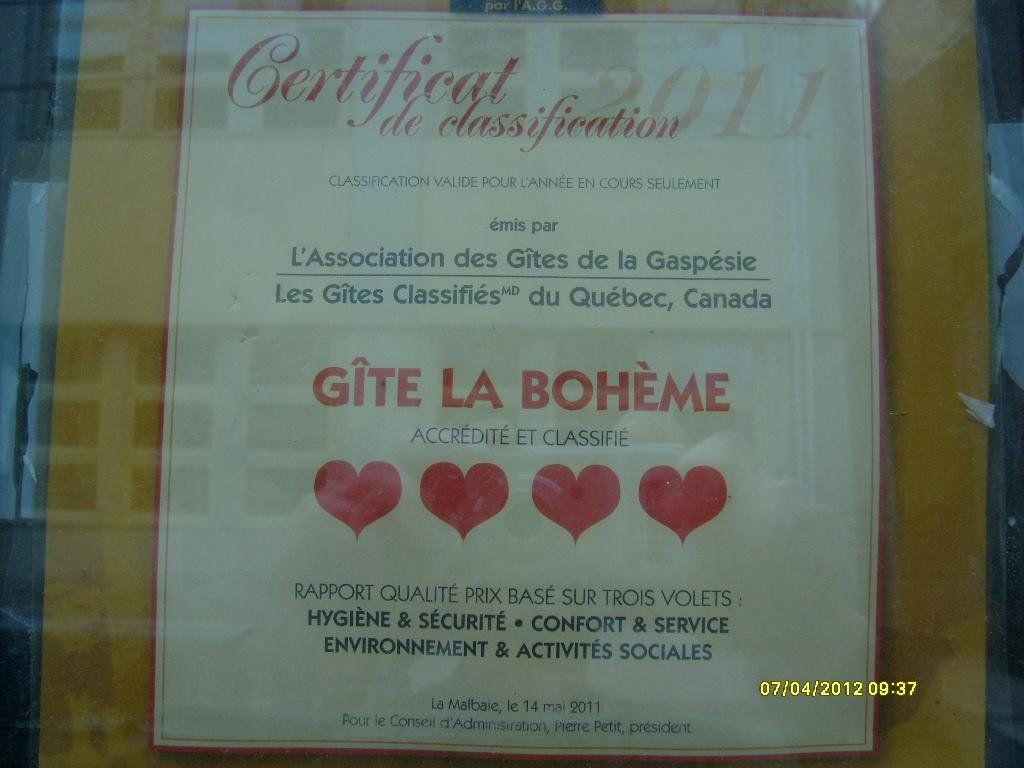 par l'A.G.G.
Certificat 2011
de classification
CLASSIFICATION VALIDE POUR L'ANNÉE EN COURS SEULEMENT
émis par
L'Association des Gîtes de la Gaspésie
Les Gîtes Classifiés MD du Québec, Canada
GÎTE LA BOHÈME
ACCRÉDITÉ ET CLASSIFIÉ
RAPPORT QUALITÉ PRIX BASÉ SUR TROIS VOLETS :
HYGIÈNE & SÉCURITÉ • CONFORT & SERVICE
ENVIRONNEMENT & ACTIVITÉS SOCIALES
07/04/2012 09:37
La Malbaie, le 14 mai 2011
Pour le Conseil d'Administration, Pierre Petit, président